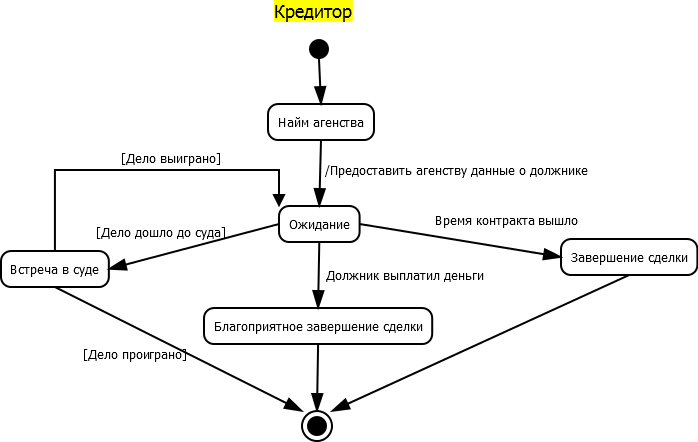 Кредитор
Найм агенства
[Дело выиграно]
/Предоставить агенству данные о должнике
Ожидание
Время контракта вышло
[Дело дошло до суда]
Встреча в суде
Завершение сделки
Должник выплатил деньги
Благоприятное завершение сделки
[Дело проиграно]